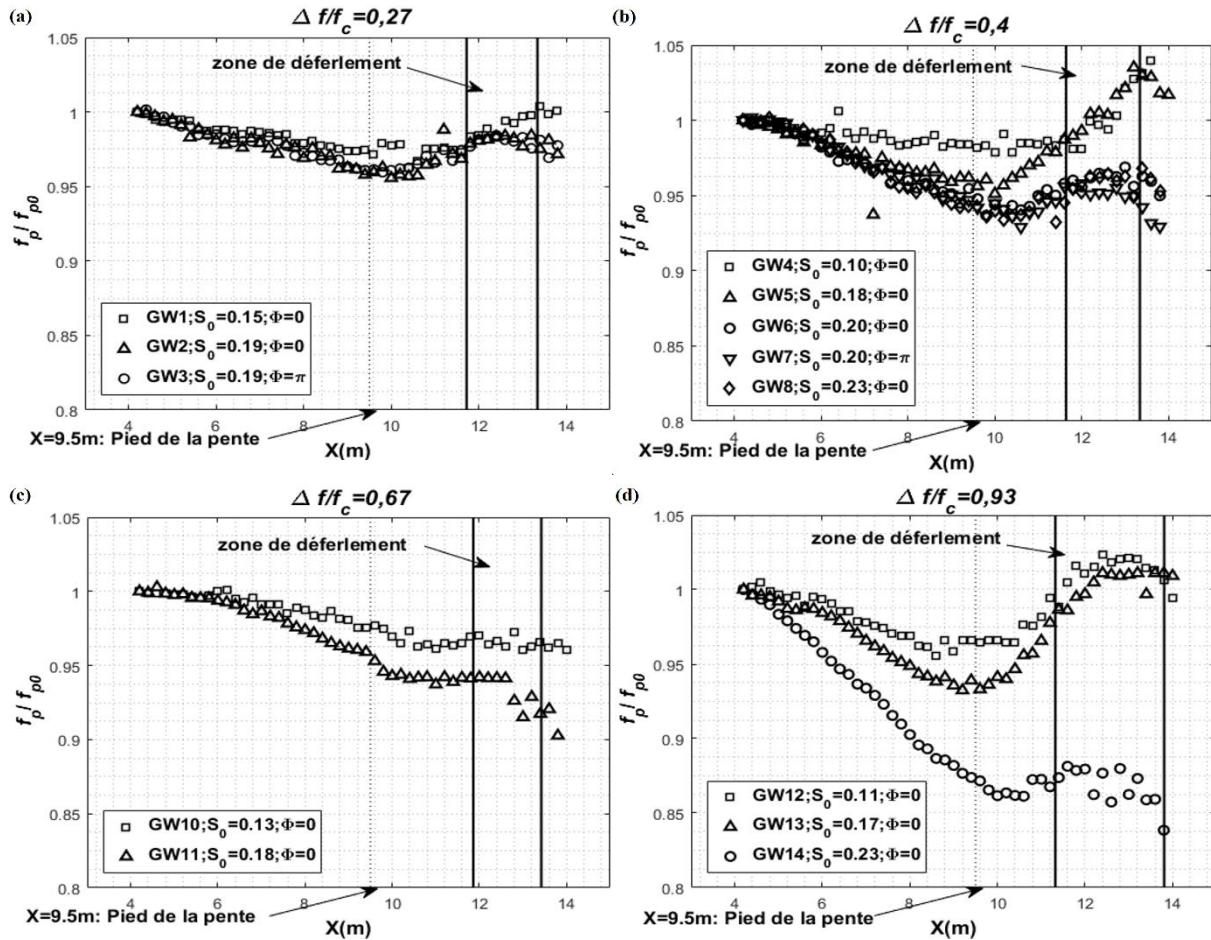 (a)
Δ f/f_c=0,27
zone de déferlement
1.05
1
0.95
0.9
0.85
0.8
f_p / f_p0
GW1;S_0=0.15;Φ=0
GW2;S_0=0.19;Φ=0
GW3;S_0=0.19;Φ=π
4 6 8 10 12 14
X=9.5m: Pied de la pente
X(m)
(b)
Δ f/f_c=0,4
zone de déferlement
1.05
1
0.95
0.9
0.85
0.8
f_p / f_p0
GW4;S_0=0.10;Φ=0
GW5;S_0=0.18;Φ=0
GW6;S_0=0.20;Φ=0
GW7;S_0=0.20;Φ=π
GW8;S_0=0.23;Φ=0
4 6 8 10 12 14
X=9.5m: Pied de la pente
X(m)
(c)
Δ f/f_c=0,67
zone de déferlement
1.05
1
0.95
0.9
0.85
0.8
f_p / f_p0
GW10;S_0=0.13;Φ=0
GW11;S_0=0.18;Φ=0
4 6 8 10 12 14
X=9.5m: Pied de la pente
X(m)
(d)
Δ f/f_c=0,93
zone de déferlement
1.05
1
0.95
0.9
0.85
0.8
f_p / f_p0
GW12;S_0=0.11;Φ=0
GW13;S_0=0.17;Φ=0
GW14;S_0=0.23;Φ=0
4 6 8 10 12 14
X=9.5m: Pied de la pente
X(m)